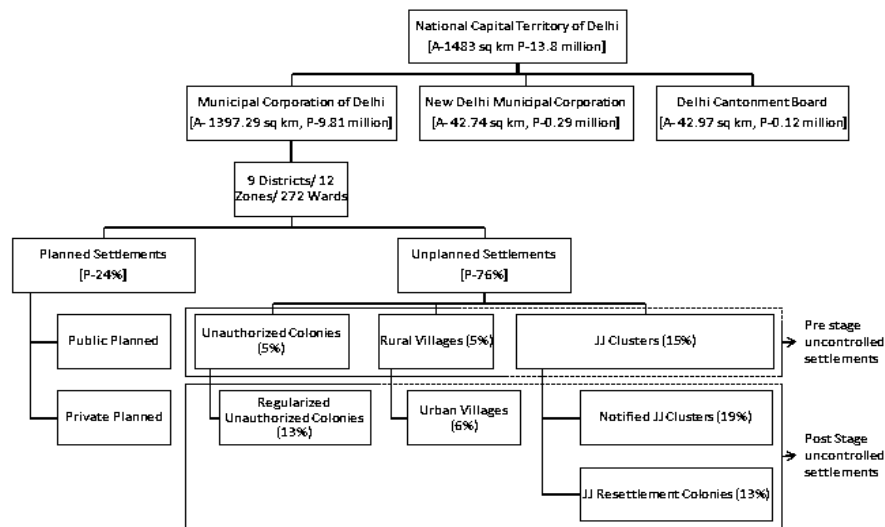 National Capital Territory of Delhi
[A-1483 sq km P-13.8 million]
Municipal Corporation of Delhi
[A- 1397.29 sq km, P-9.81 million]
New Delhi Municipal Corporation
[A- 42.74 sq km, P-0.29 million]
Delhi Cantonment Board
[A- 42.97 sq km, P-0.12 million]
9 Districts/ 12
Zones/ 272 Wards
Planned Settlements
[P-24%]
Unplanned Settlements
[P-76%]
Public Planned
Unauthorized Colonies
(5%)
Rural Villages (5%)
JJ Clusters (15%)
Pre stage
uncontrolled
settlements
Private Planned
Regularized
Unauthorized Colonies
(13%)
Urban Villages
(6%)
Notified JJ Clusters (19%)
JJ Resettlement Colonies (13%)
Post Stage
uncontrolled
settlements